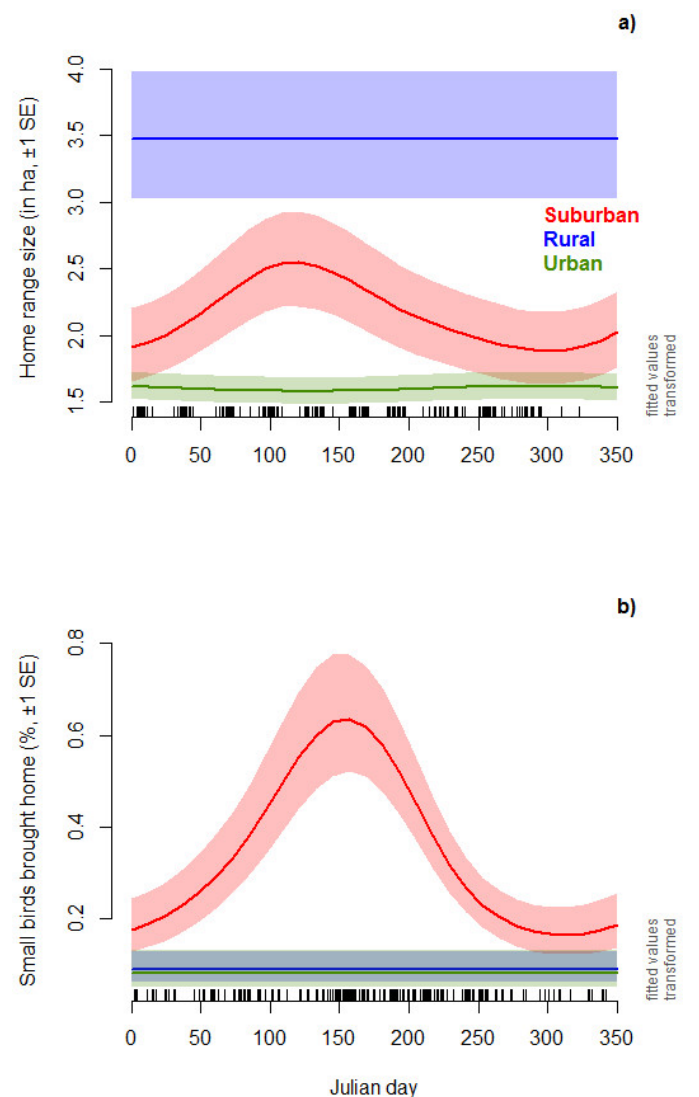 a)
Home range size (in ha, ±1 SE)
4.0
3.5
3.0
2.5
2.0
1.5
Suburban
Rural
Urban
fitted values
transformed
0 50 100 150 200 250 300 350
b)
Small birds brought home (%, ±1 SE)
0.8
0.6
0.4
0.2
fitted values
transformed
0 50 100 150 200 250 300 350
Julian day